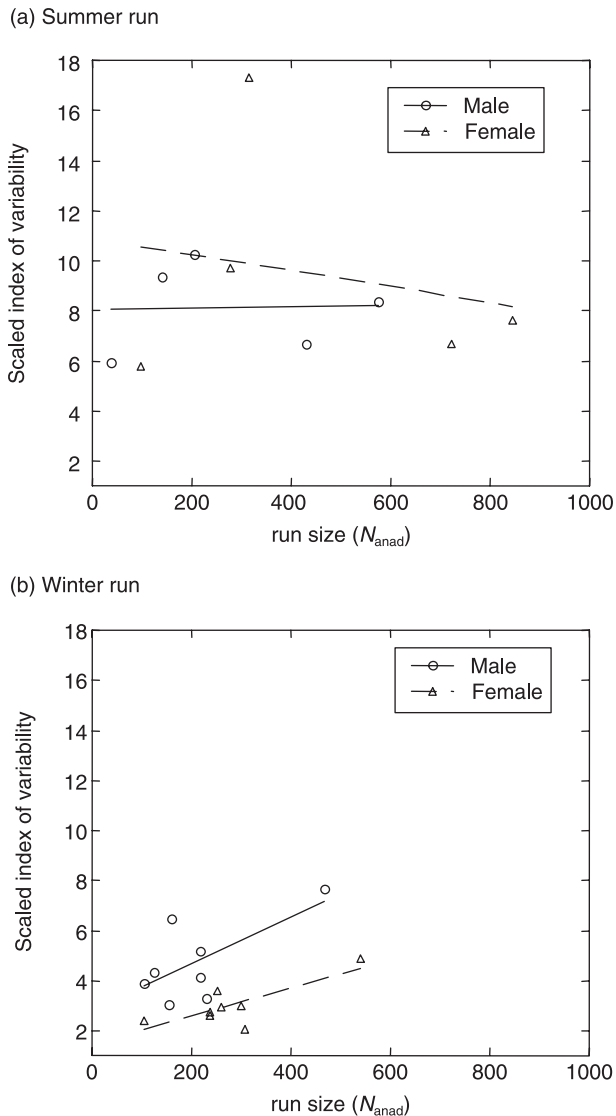 (a) Summer run
18
16
14
12
10
8
6
4
2
Scaled index of variability
Male
Female
0 200 400 600 800 1000
run size (Nanad)
(b) Winter run
18
16
14
12
10
8
6
4
2
Scaled index of variability
Male
Female
0 200 400 600 800 1000
run size (Nanad)